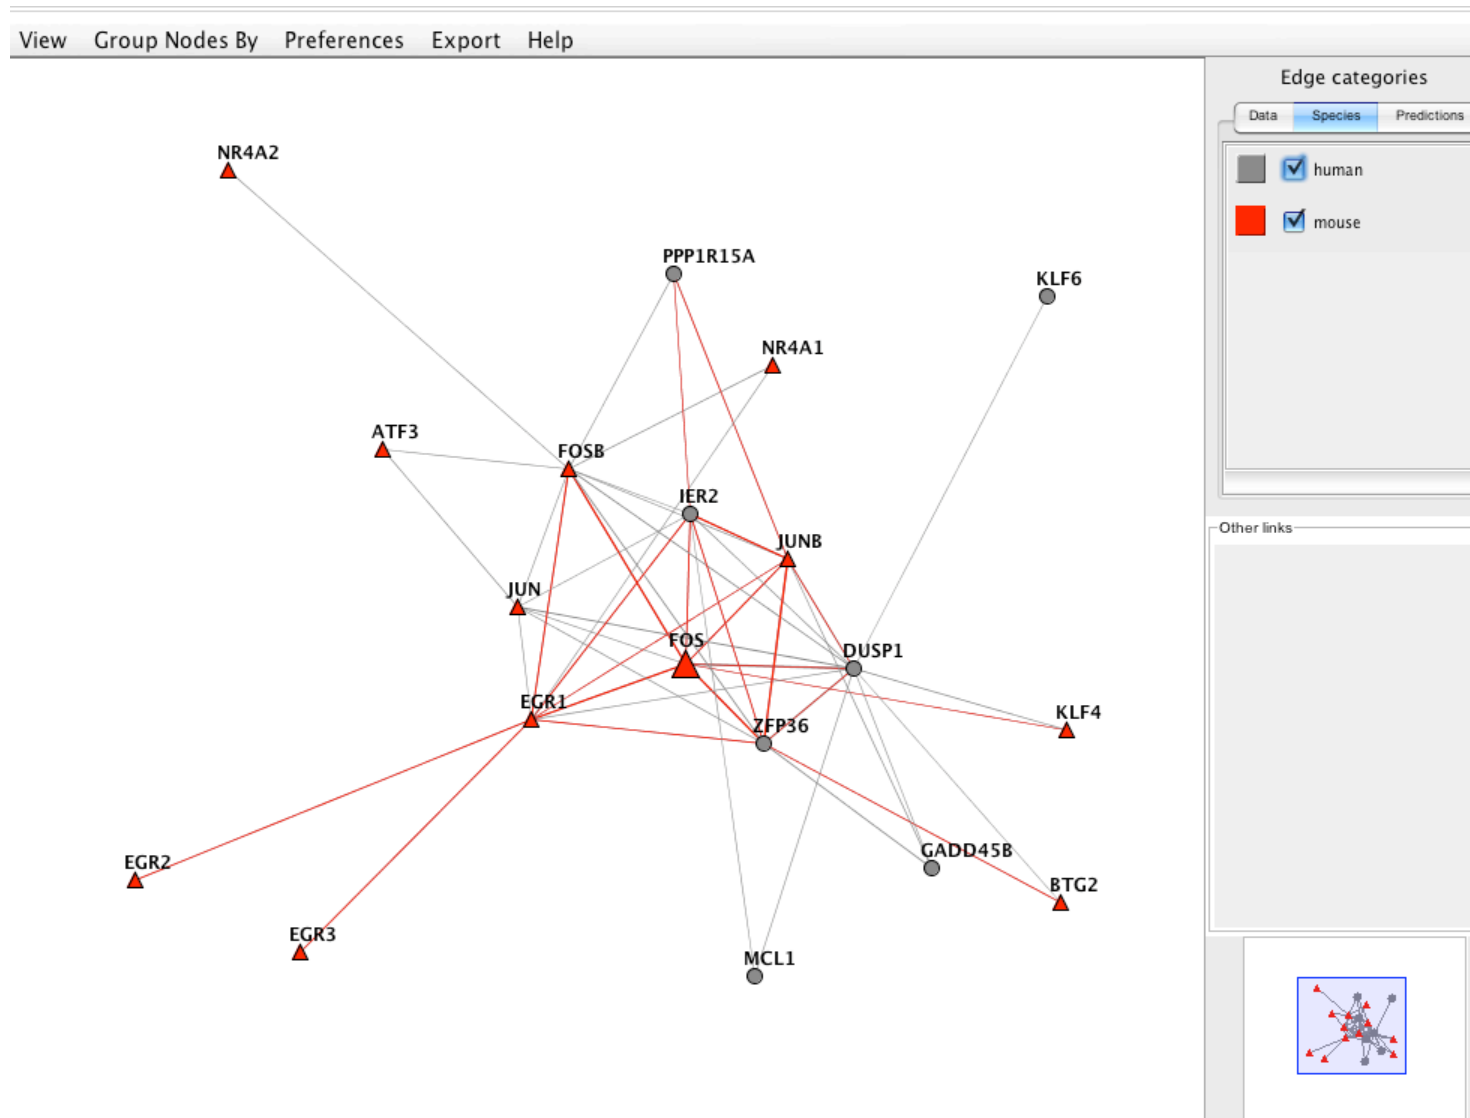 View Group Nodes By Preferences Export Help
Edge categories
Data Species Predictions
human
mouse
Other links
NR4A2
PPP1R15A
KLF6
NR4A1
ATF3
FOSB
IER2
JUNB
JUN
FOS
DUSP1
EGR1
ZFP36
KLF4
EGR2
GADD45B
BTG2
EGR3
MCL1